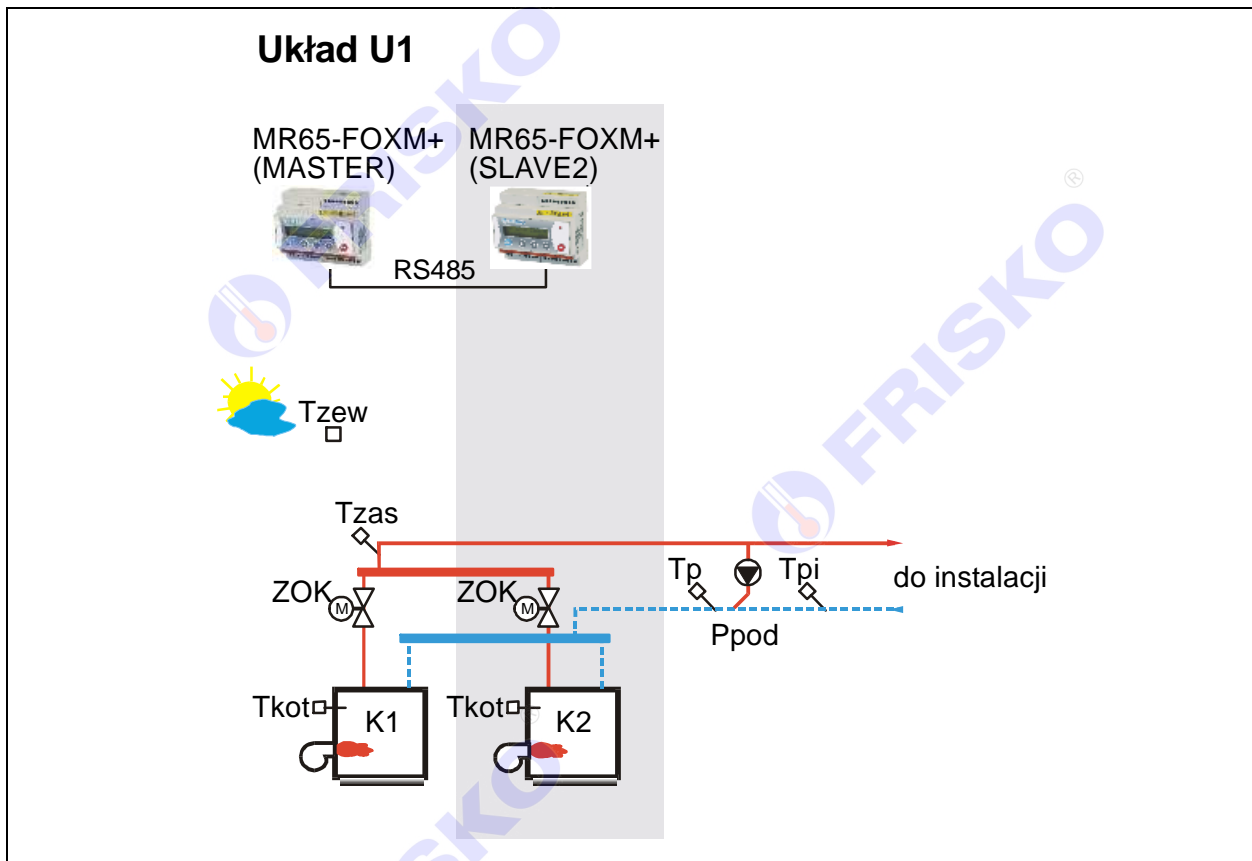 Układ U1
MR65-FOXM+
(MASTER)
MR65-FOXM+
(SLAVE2)
RS485
FRISKO
Tzew
®
FRISKO
Tzas
ZOK
M
ZOK
M
Tp
Tpi
do instalacji
Ppod
Tkot
K1
Tkot
K2
®
FRISKO